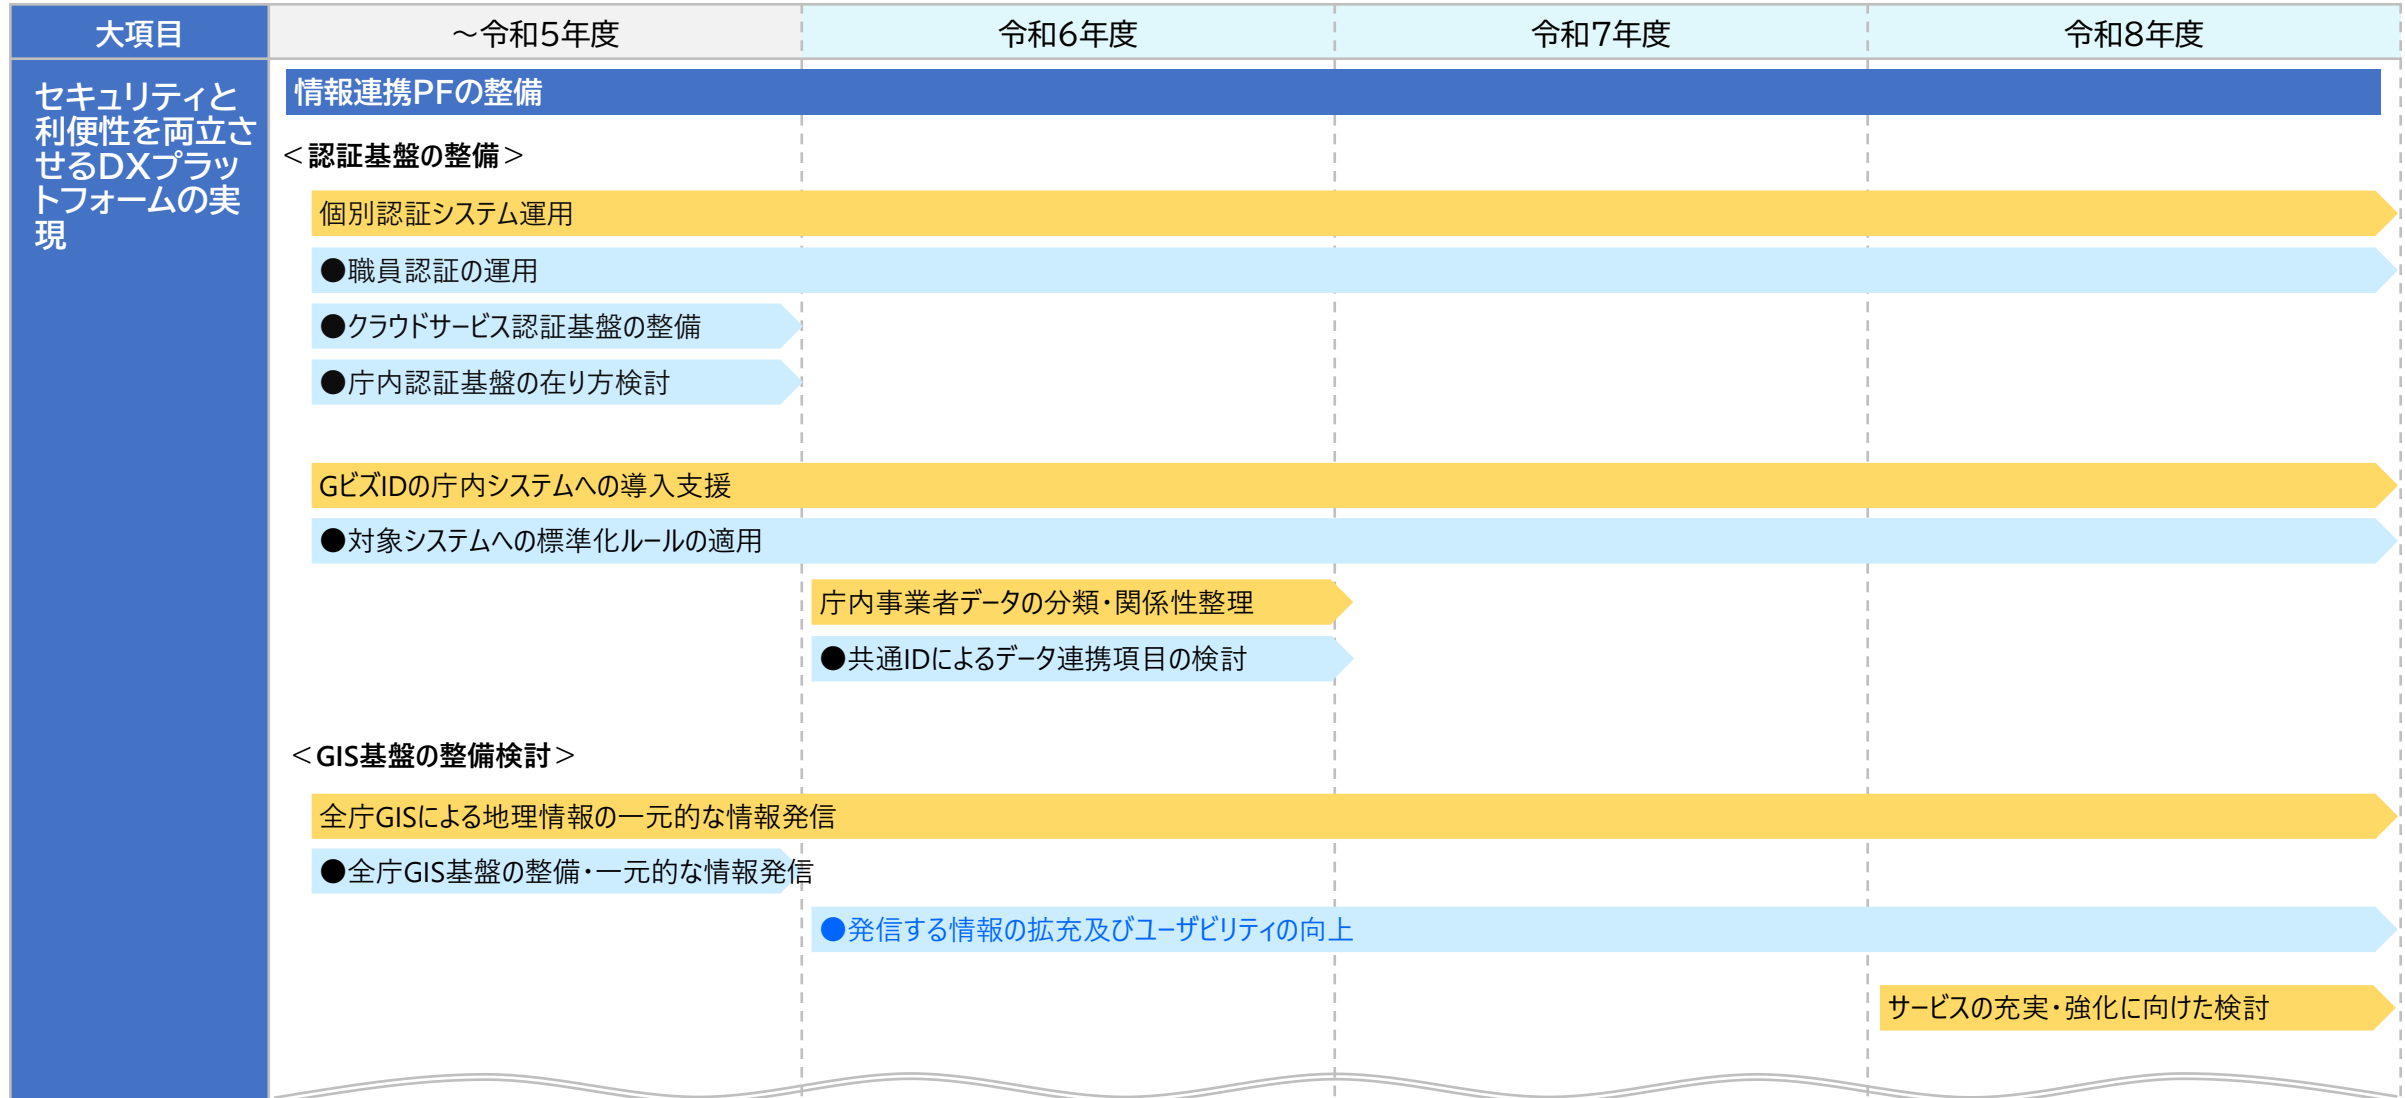 大項目
～令和5年度
令和6年度
令和7年度
令和8年度
セキュリティと
利便性を両立さ
せるDXプラッ
トフォームの実
現
情報連携PFの整備
＜認証基盤の整備＞
個別認証システム運用
●職員認証の運用
●クラウドサービス認証基盤の整備
●庁内認証基盤の在り方検討
GビズIDの庁内システムへの導入支援
●対象システムへの標準化ルールの適用
庁内事業者データの分類・関係性整理
●共通IDによるデータ連携項目の検討
＜GIS基盤の整備検討＞
全庁GISによる地理情報の一元的な情報発信
●全庁GIS基盤の整備・一元的な情報発信
●発信する情報の拡充及びユーザビリティの向上
サービスの充実・強化に向けた検討